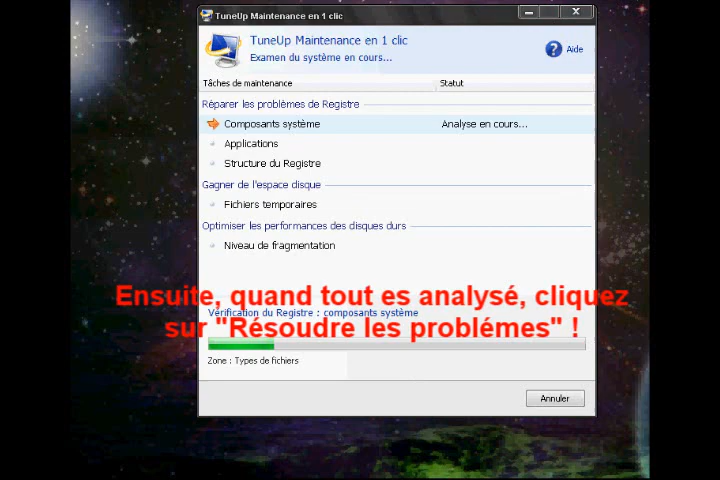 TuneUp Maintenance en 1 clic
TuneUp Maintenance en 1 clic
Examen du système en cours...
Aide
Tâches de maintenance Statut
Réparer les problèmes de Registre
Composants système Analyse en cours...
Applications
Structure du Registre
Gagner de l'espace disque
Fichiers temporaires
Optimiser les performances des disques durs
Niveau de fragmentation
Ensuite, quand tout es analysé, cliquez
Vérification du Registre : composants système
sur "Résoudre les problémes" !
Zone : Types de fichiers
Annuler